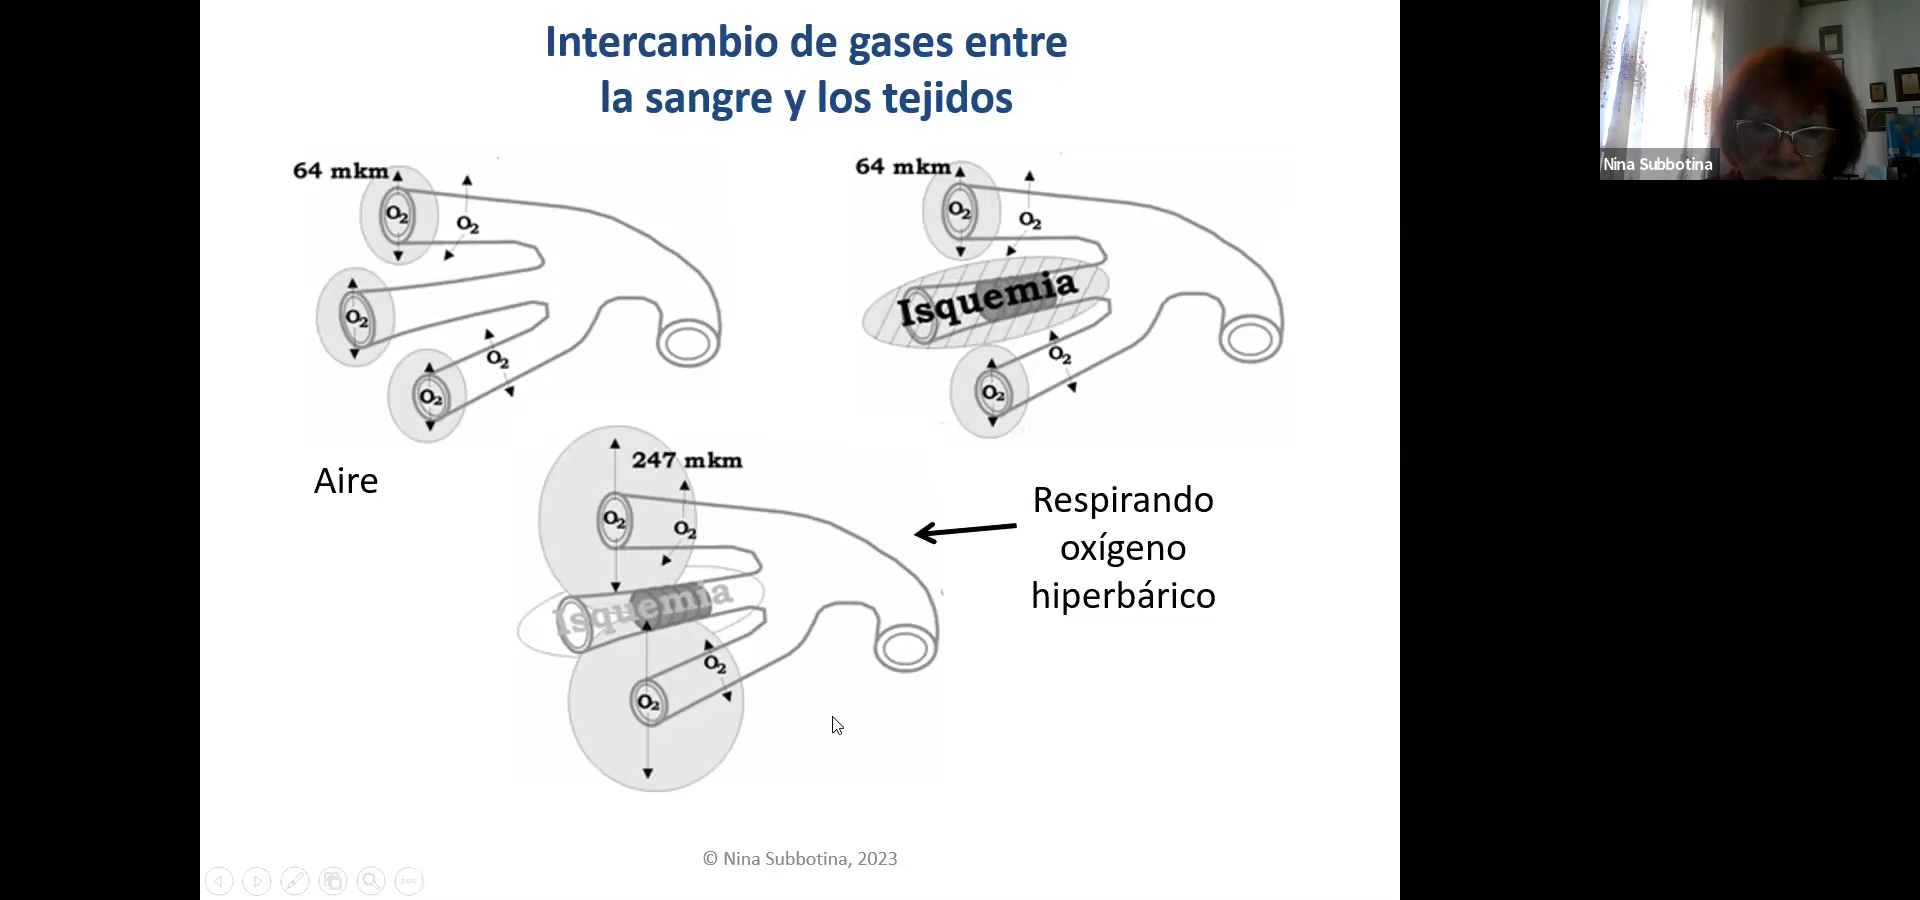 Intercambio de gases entre
la sangre y los tejidos
64 mkm
O₂
O₂
O₂
O₂
O₂
64 mkm
O₂
O₂
Isquemia
O₂
O₂
Aire
247 mkm
O₂
O₂
Isquemia
O₂
O₂
Respirando
oxígeno
hiperbárico
© Nina Subbotina, 2023
Nina Subbotina